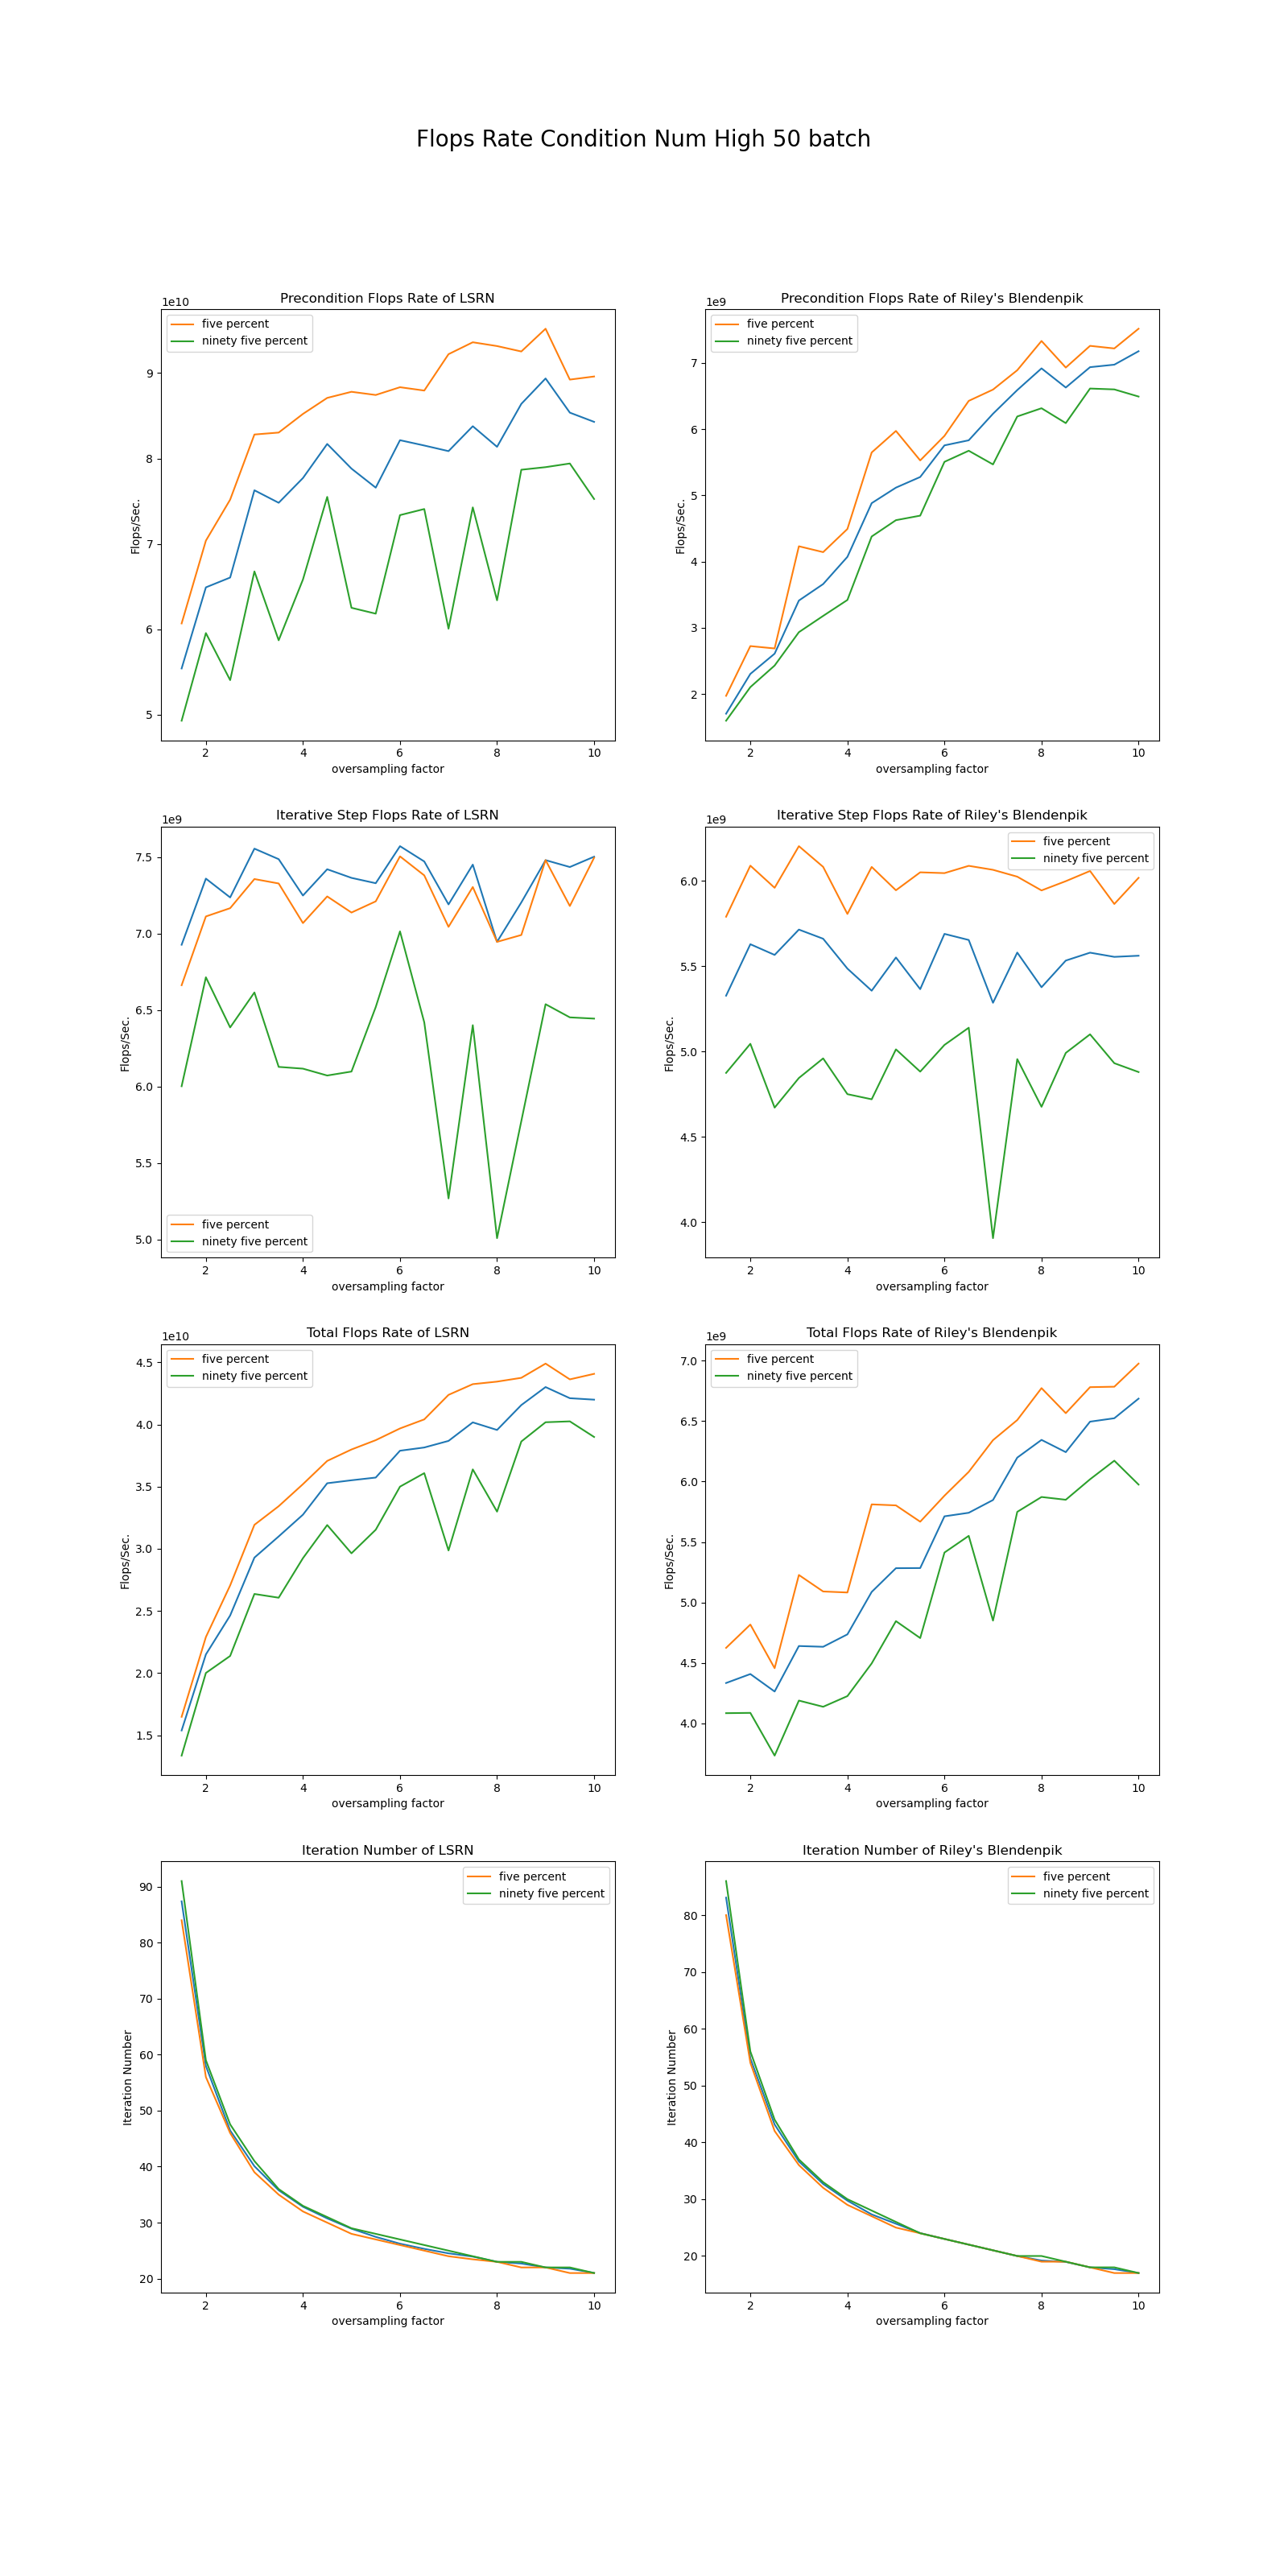 Flops Rate Condition Num High 50 batch
Precondition Flops Rate of LSRN
1e10
five percent
ninety five percent
9
8
7
6
5
Flops/Sec.
2 4 6 8 10
oversampling factor
Precondition Flops Rate of Riley's Blendenpik
1e9
five percent
ninety five percent
7
6
5
4
3
2
Flops/Sec.
2 4 6 8 10
oversampling factor
Iterative Step Flops Rate of LSRN
1e9
7.5
7.0
6.5
6.0
5.5
5.0
Flops/Sec.
five percent
ninety five percent
2 4 6 8 10
oversampling factor
Iterative Step Flops Rate of Riley's Blendenpik
1e9
five percent
ninety five percent
6.0
5.5
5.0
4.5
4.0
Flops/Sec.
2 4 6 8 10
oversampling factor
Total Flops Rate of LSRN
1e10
five percent
ninety five percent
4.5
4.0
3.5
3.0
2.5
2.0
1.5
Flops/Sec.
2 4 6 8 10
oversampling factor
Total Flops Rate of Riley's Blendenpik
1e9
five percent
ninety five percent
7.0
6.5
6.0
5.5
5.0
4.5
4.0
Flops/Sec.
2 4 6 8 10
oversampling factor
Iteration Number of LSRN
five percent
ninety five percent
90
80
70
60
50
40
30
20
Iteration Number
2 4 6 8 10
oversampling factor
Iteration Number of Riley's Blendenpik
five percent
ninety five percent
80
70
60
50
40
30
20
Iteration Number
2 4 6 8 10
oversampling factor